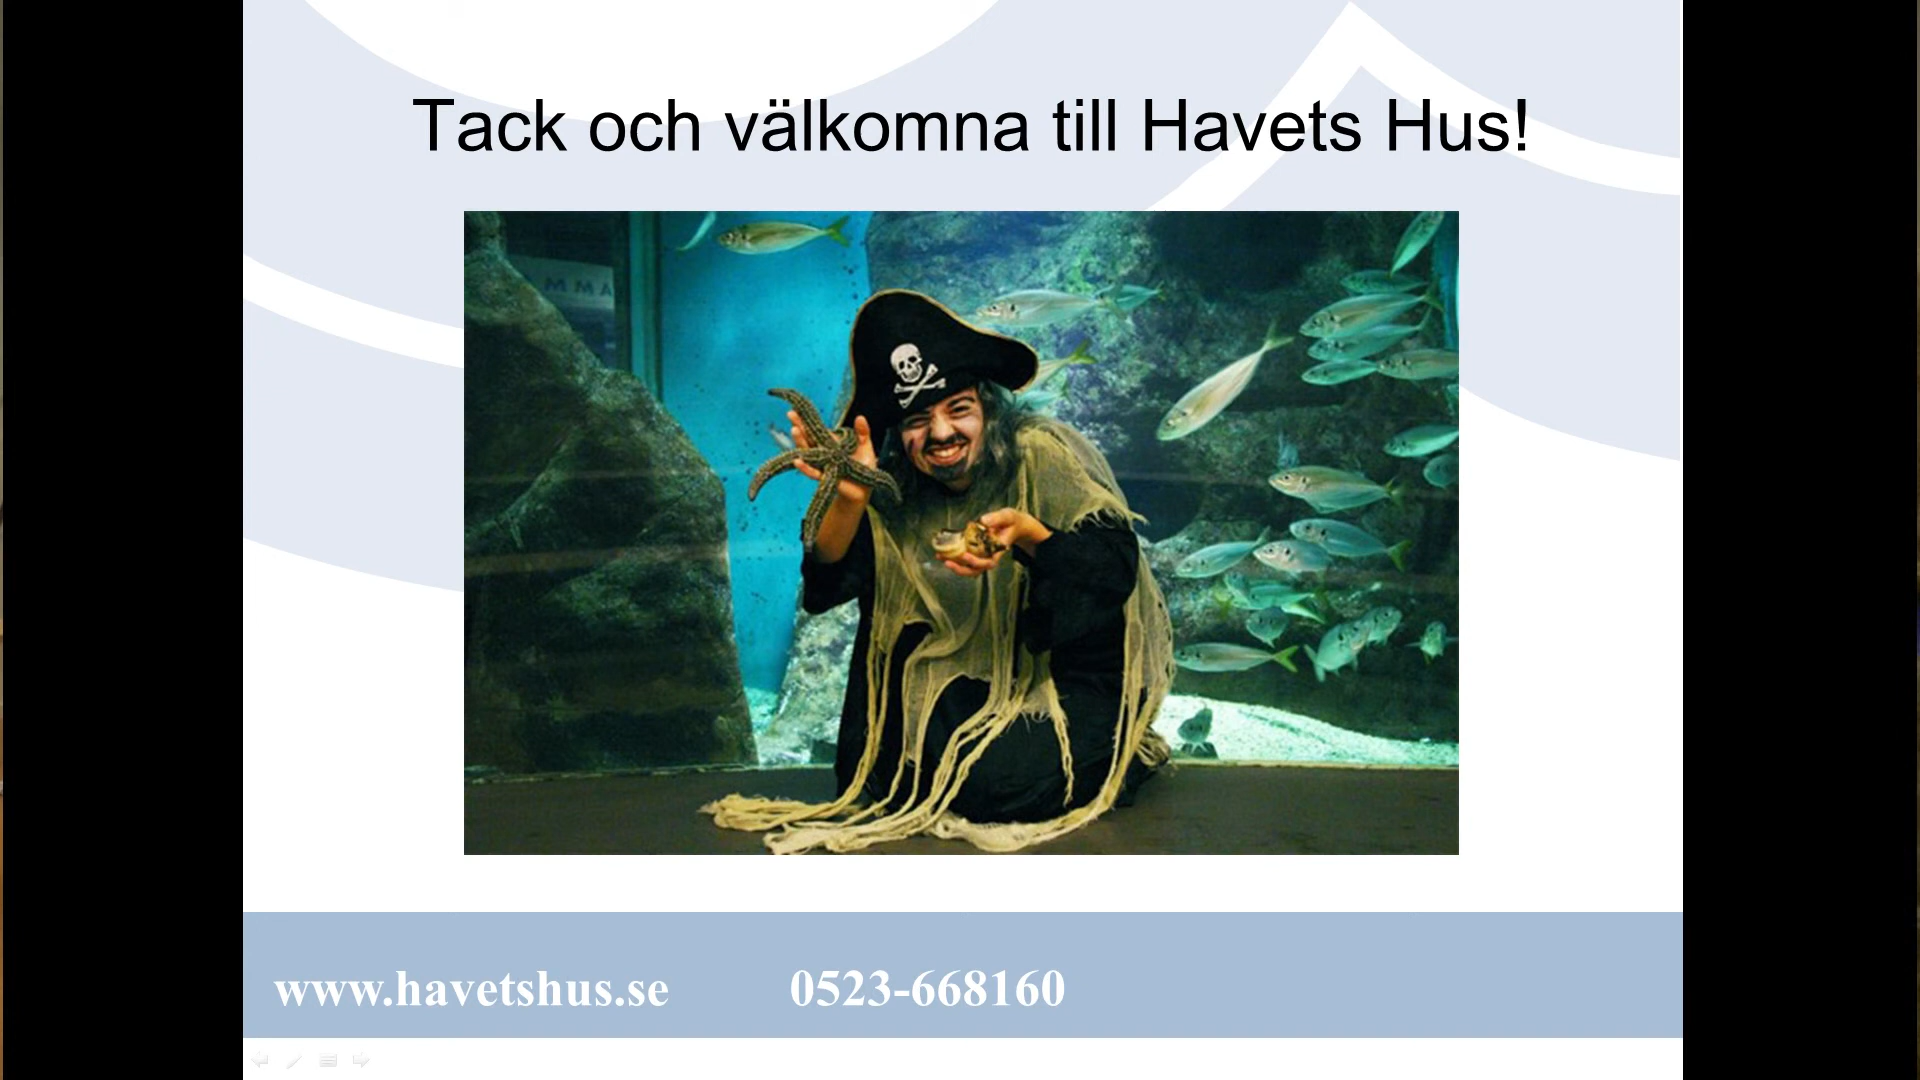 Tack och välkomna till Havets Hus!
www.havetshus.se 0523-668160